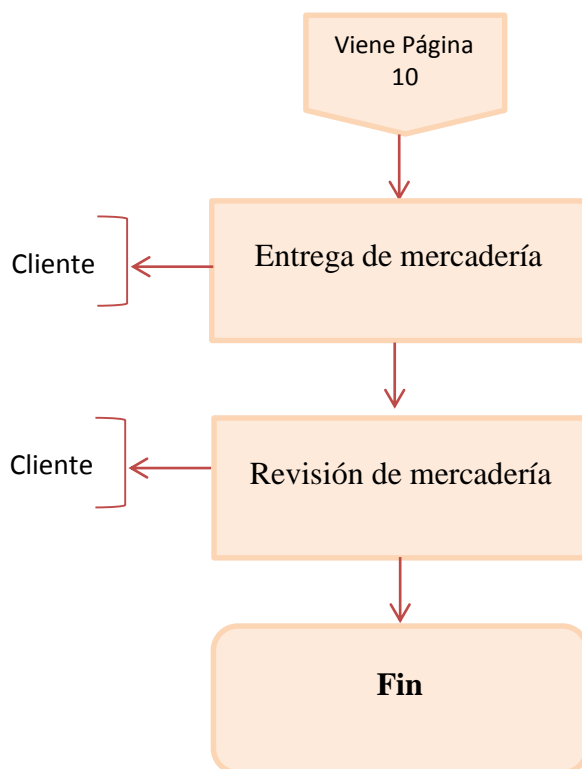 Viene Página
10
Cliente
Entrega de mercadería
Cliente
Revisión de mercadería
Fin